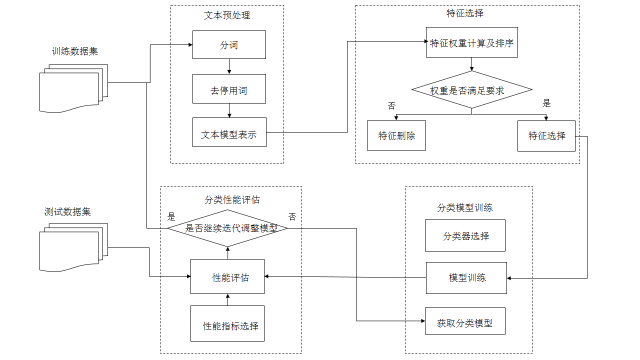 训练数据集
文本预处理
分词
去停用词
文本模型表示
特征选择
特征权重计算及排序
权重是否满足要求
否
是
特征删除
特征选择
测试数据集
分类性能评估
是
否
是否继续迭代调整模型
性能评估
性能指标选择
分类模型训练
分类器选择
模型训练
获取分类模型